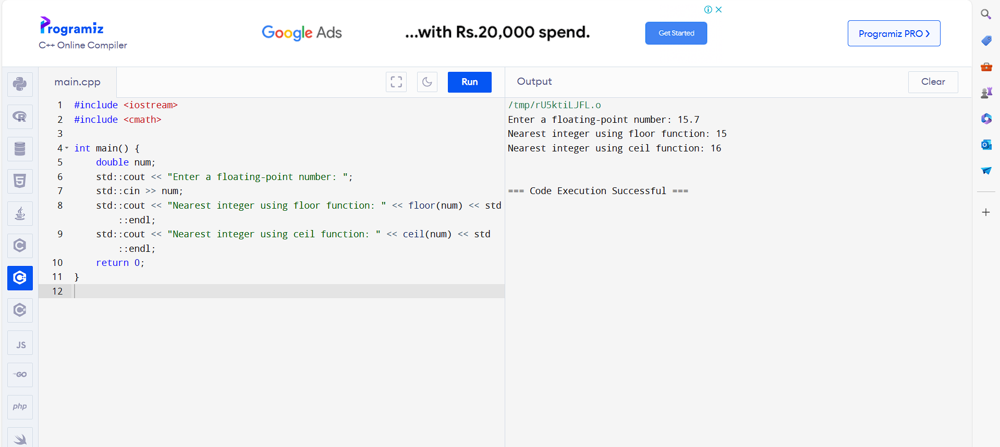 Programiz
C++ Online Compiler
Google Ads
...with Rs.20,000 spend.
Get Started
Programiz PRO
main.cpp
Run
Output
Clear
1 #include <iostream>
2 #include <cmath>
3
4 int main() {
5     double num;
6     std::cout << "Enter a floating-point number: ";
7     std::cin >> num;
8     std::cout << "Nearest integer using floor function: " << floor(num) << std
::endl;
9     std::cout << "Nearest integer using ceil function: " << ceil(num) << std
::endl;
10     return 0;
11 }
12
/tmp/rU5ktiLJFL.o
Enter a floating-point number: 15.7
Nearest integer using floor function: 15
Nearest integer using ceil function: 16
=== Code Execution Successful ===
R
5
C
C++
C#
JS
GO
php